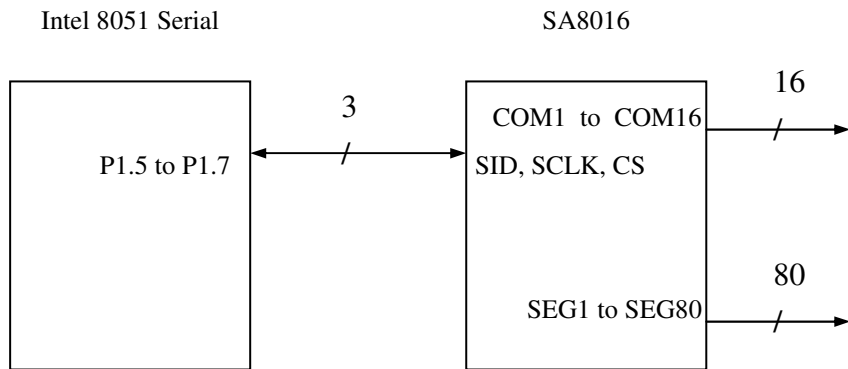 Intel 8051 Serial
SA8016
3
16
COM1 to COM16
P1.5 to P1.7
SID, SCLK, CS
80
SEG1 to SEG80